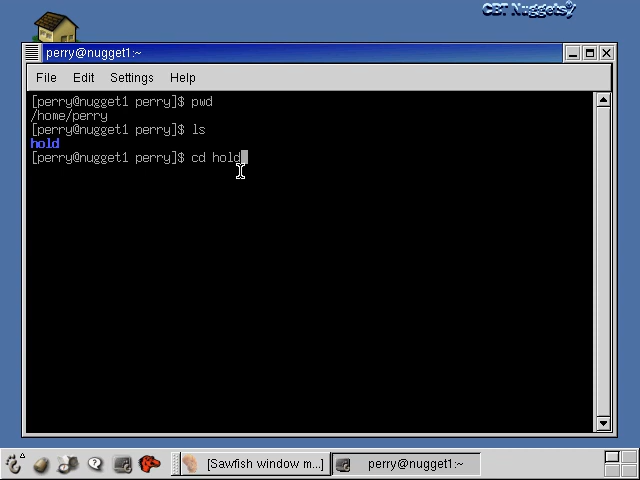 CBT Nuggets
perry@nugget1:~
File Edit Settings Help
[perry@nugget1 perry]$ pwd
/home/perry
[perry@nugget1 perry]$ ls
hold
[perry@nugget1 perry]$ cd hold
[Sawfish window m...] perry@nugget1:~